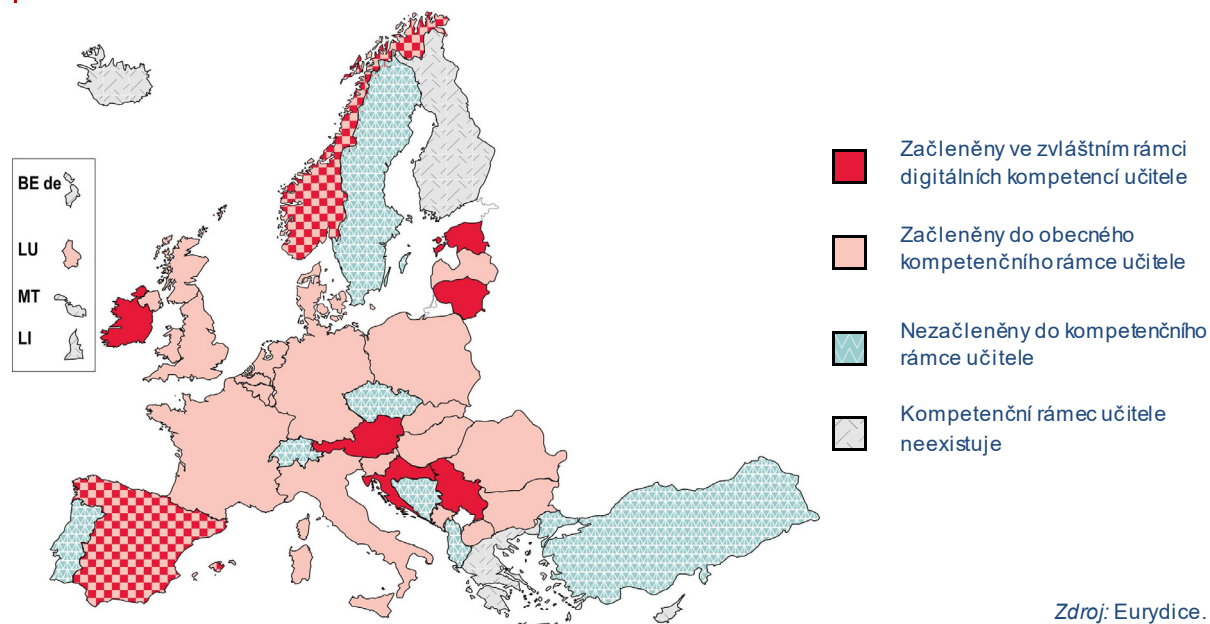 BE de
LU
MT
LI
Začleněny ve zvláštním rámci
digitálních kompetencí učitele
Začleněny do obecného
kompetenčního rámce učitele
Nezačleněny do kompetenčního
rámce učitele
Kompetenční rámec učitele
neexistuje
Zdroj: Eurydice.